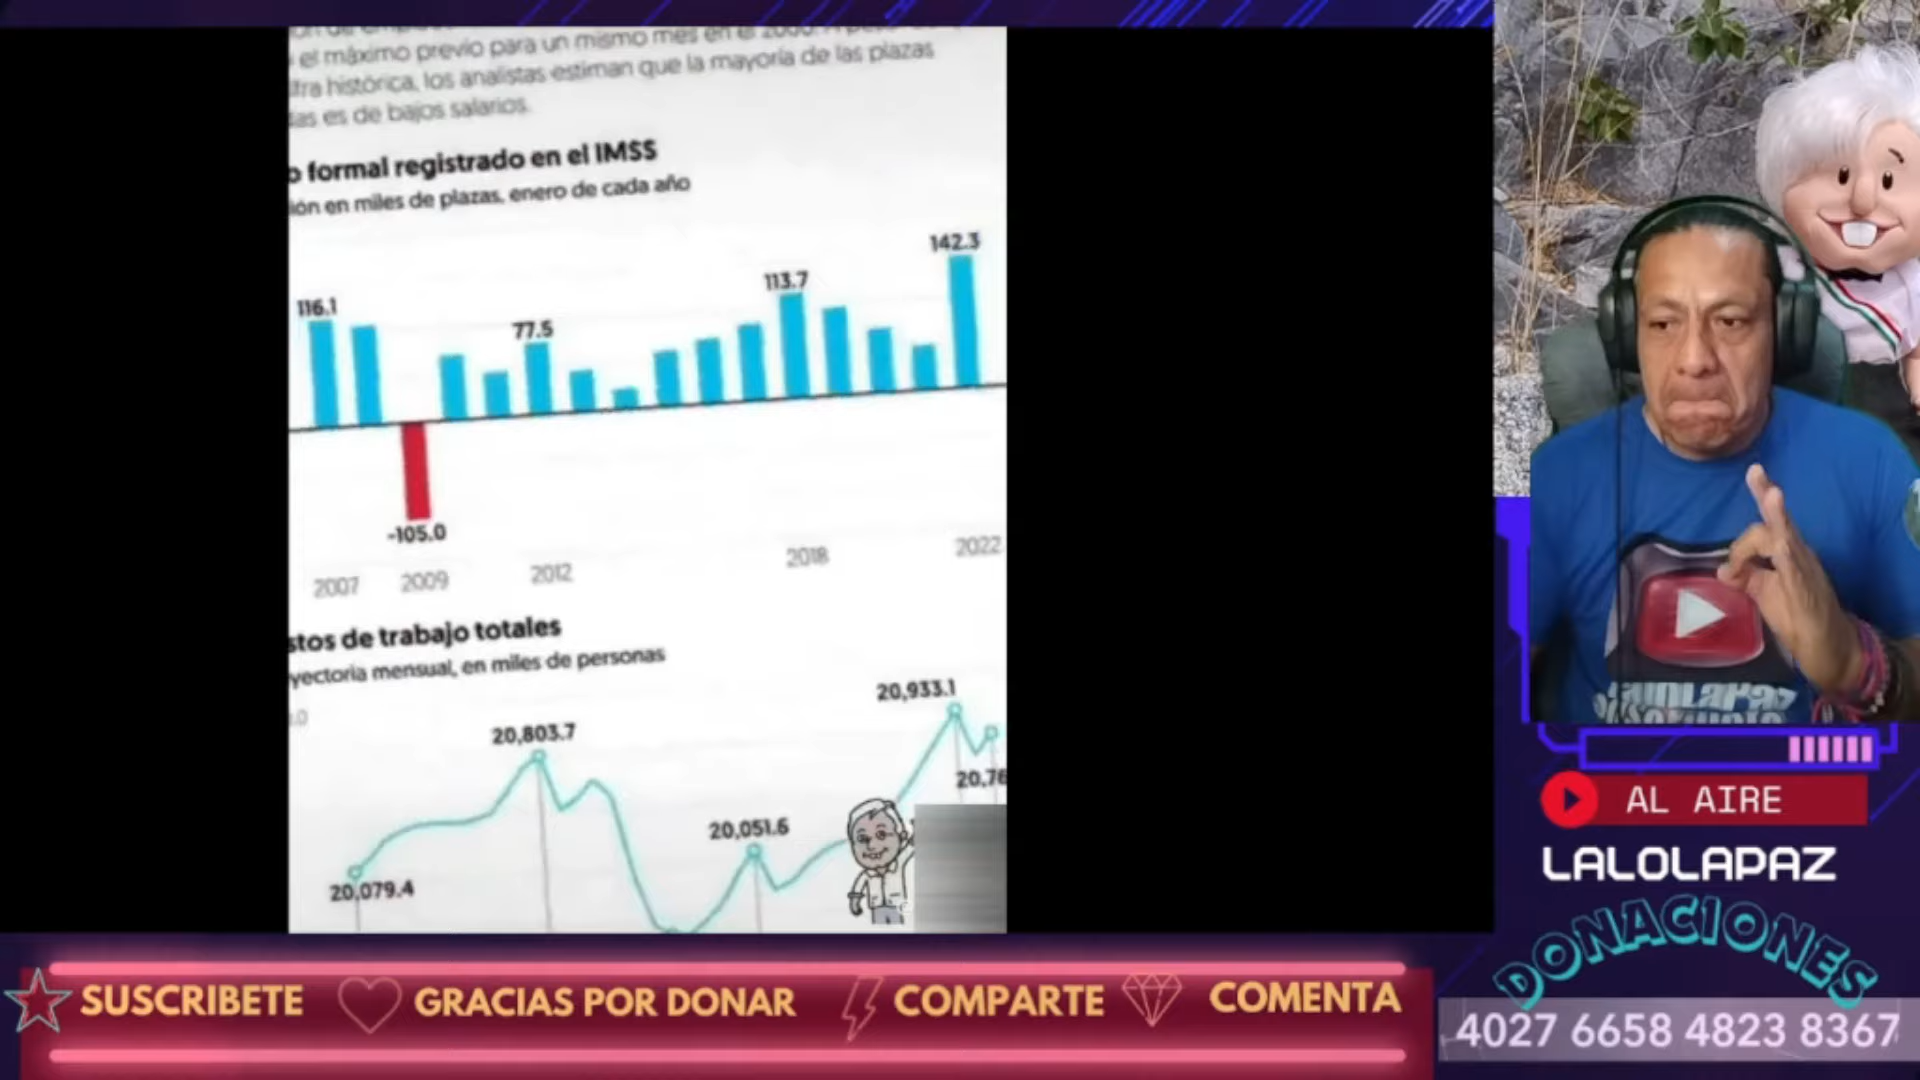 el máximo previo para un mismo mes en el 2000. A
tra histórica, los analistas estiman que la mayoría de las plazas
as es de bajos salarios.
o formal registrado en el IMSS
ión en miles de plazas, enero de cada año
142.3
113.7
116.1
77.5
-105.0
2007 2009 2012 2018 2022
stos de trabajo totales
yectoria mensual, en miles de personas
20,933.1
.0
20,803.7
20,76
20,051.6
20,079.4
AL AIRE
LALOLAPAZ
DONACIONES
4027 6658 4823 8367
SUSCRIBETE GRACIAS POR DONAR COMPARTE COMENTA